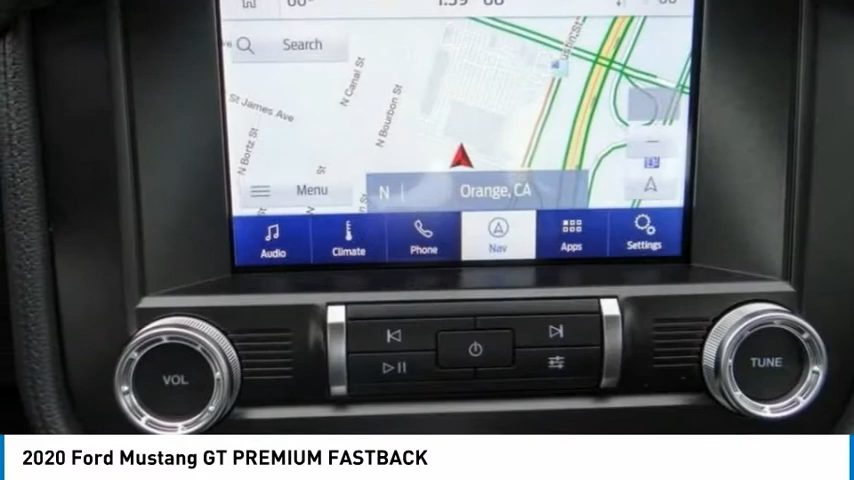 Search
N Canal St
St James Ave
N Bourbon St
N Bortz St
St
Menu
N
Orange, CA
Audio
Climate
Phone
Nav
Apps
Settings
VOL
TUNE
2020 Ford Mustang GT PREMIUM FASTBACK